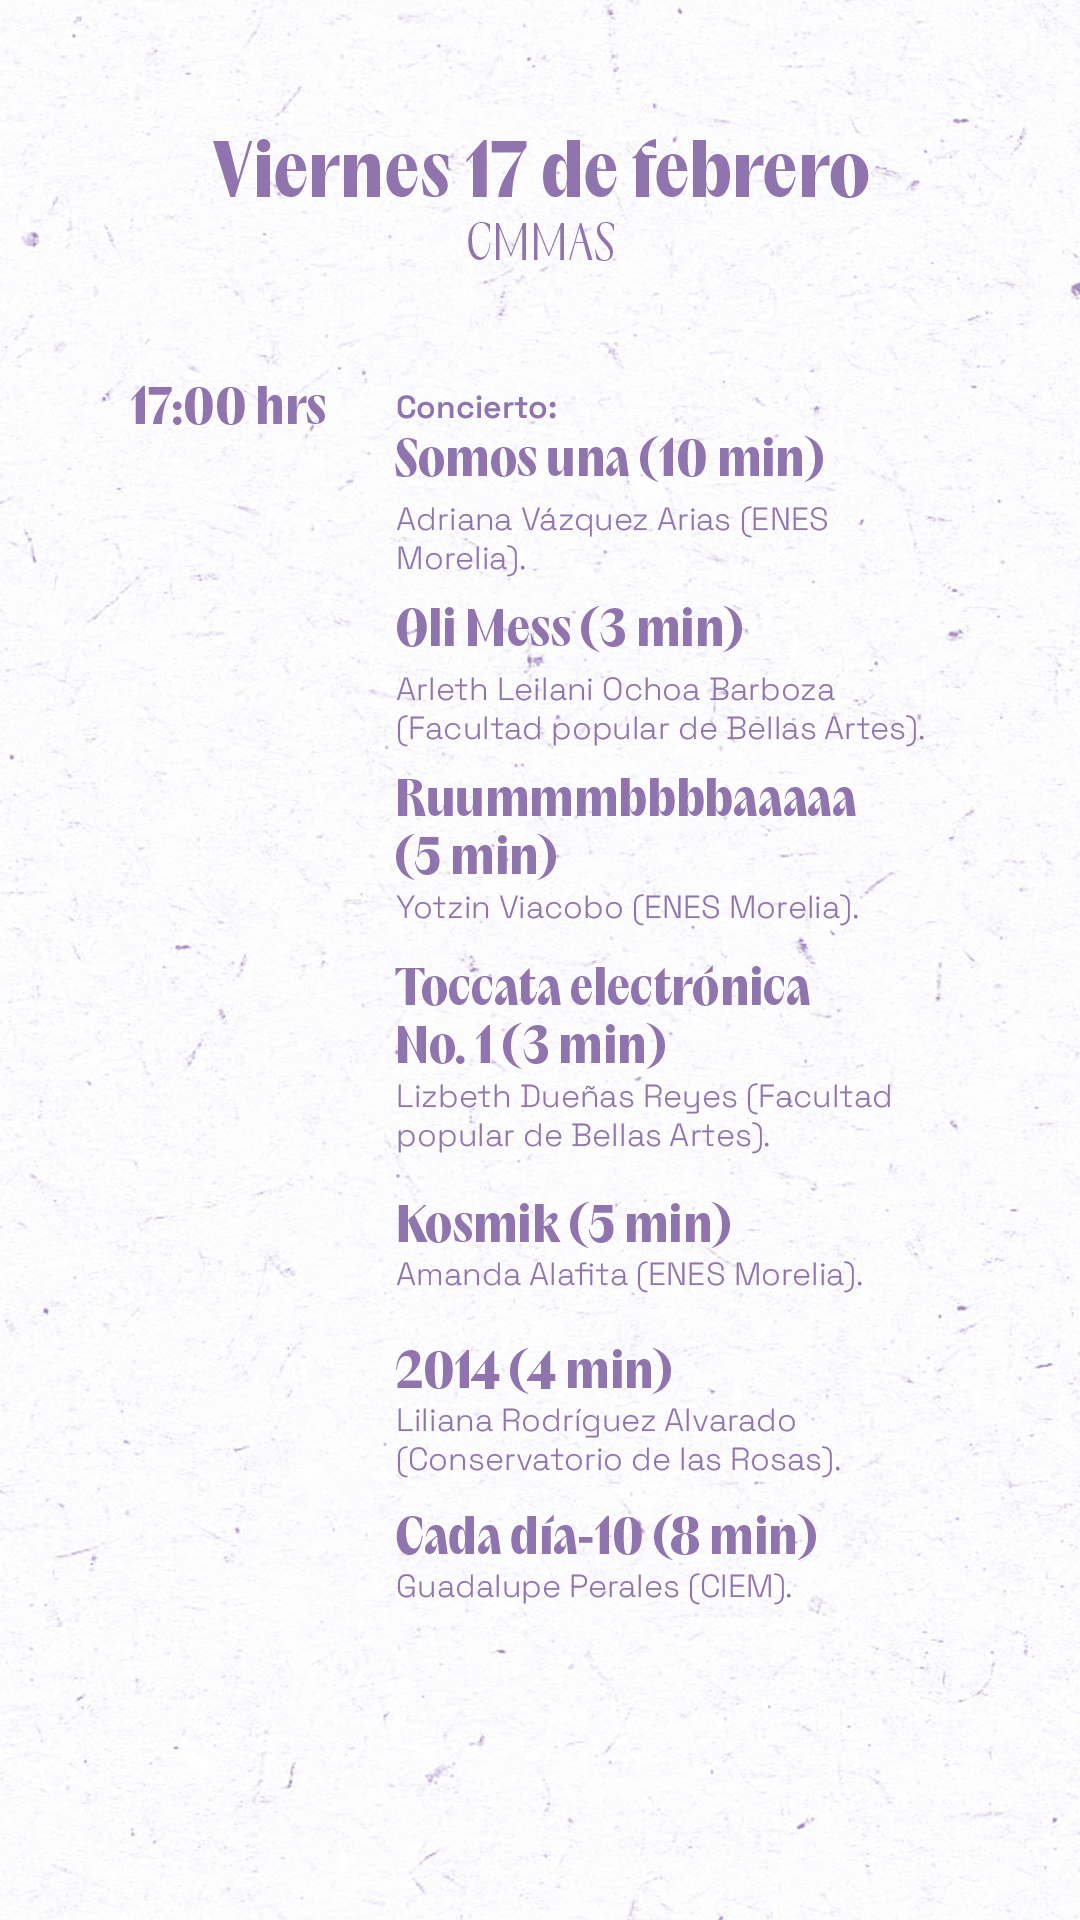 Viernes 17 de febrero
CMMAS
17:00 hrs
Concierto:
Somos una (10 min)
Adriana Vázquez Arias (ENES
Morelia).
Oli Mess (3 min)
Arleth Leilani Ochoa Barboza
(Facultad popular de Bellas Artes).
Ruummmbbbbaaaaa
(5 min)
Yotzin Viacobo (ENES Morelia).
Toccata electrónica
No. 1 (3 min)
Lizbeth Dueñas Reyes (Facultad
popular de Bellas Artes).
Kosmik (5 min)
Amanda Alafita (ENES Morelia).
2014 (4 min)
Liliana Rodríguez Alvarado
(Conservatorio de las Rosas).
Cada día-10 (8 min)
Guadalupe Perales (CIEM).